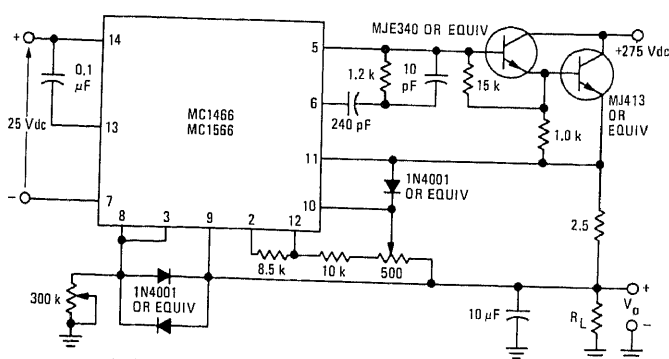 MJE340 OR EQUIV
+
14
5
+275 Vdc
0.1
μF
1.2 k
10
pF
15 k
MJ413
OR
EQUIV
25 Vdc
MC1466
MC1566
6
240 pF
1.0 k
13
11
1N4001
OR EQUIV
−
7
10
2.5
8
3
9
2
12
8.5 k
10 k
500
300 k
1N4001
OR EQUIV
10 μF
RL
+
Vo
−